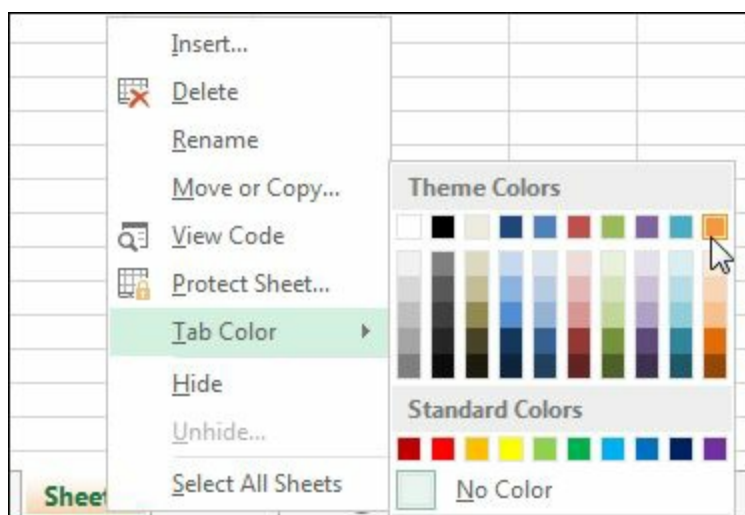 Insert...
Delete
Rename
Move or Copy...
View Code
Protect Sheet...
Tab Color
Hide
Unhide...
Select All Sheets
Theme Colors
Standard Colors
No Color
Sheet